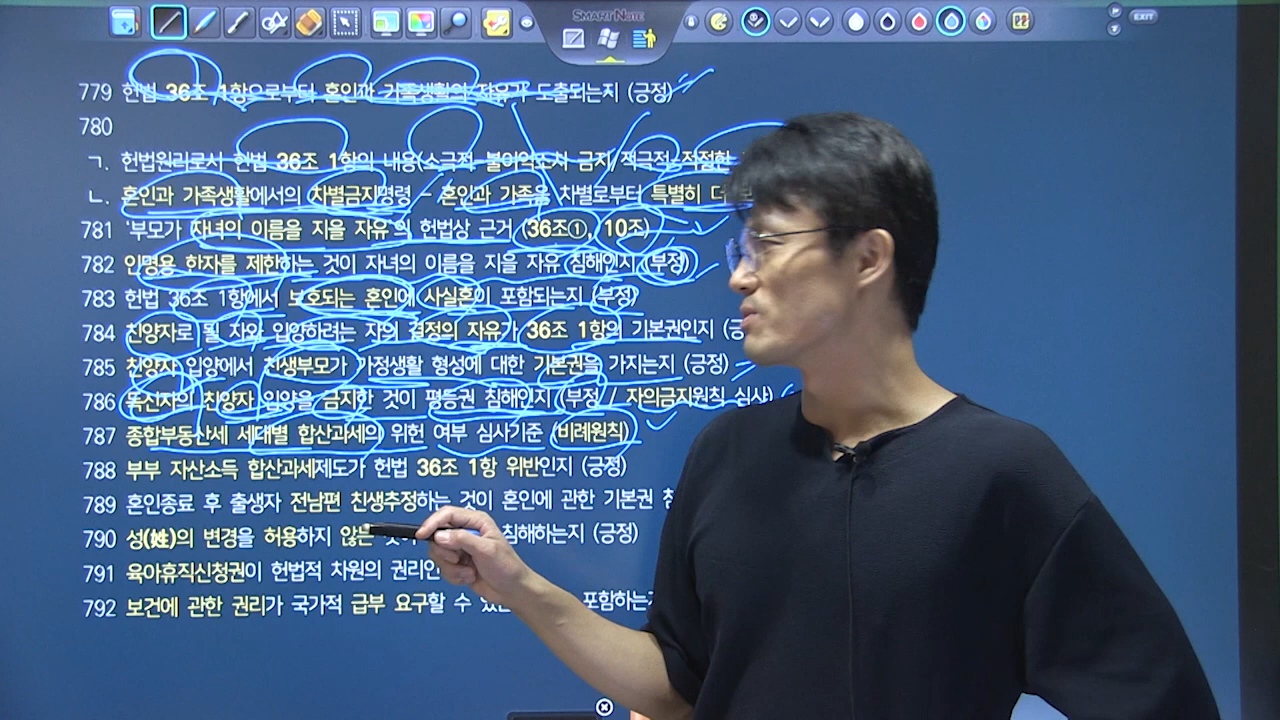 SMARTNOTE
EXIT
779 헌법 36조 1항으로부터 혼인과 가족생활의 자유가 도출되는지 (긍정)
780
ㄱ. 헌법원리로서 헌법 36조 1항의 내용(소극적-불이익조치 금지/적극적-적절한
ㄴ. 혼인과 가족생활에서의 차별금지명령 - 혼인과 가족을 차별로부터 특별히 더
781 '부모가 자녀의 이름을 지을 자유'의 헌법상 근거 (36조①, 10조)
782 인명용 한자를 제한하는 것이 자녀의 이름을 지을 자유 침해인지 (부정)
783 헌법 36조 1항에서 보호되는 혼인에 사실혼이 포함되는지 (부정)
784 친양자로 될 자와 입양하려는 자의 결정의 자유가 36조 1항의 기본권인지
785 친양자 입양에서 친생부모가 가정생활 형성에 대한 기본권을 가지는지 (긍정)
786 독신자의 친양자 입양을 금지한 것이 평등권 침해인지 (부정 / 자의금지원칙 심사)
787 종합부동산세 세대별 합산과세의 위헌 여부 심사기준 (비례원칙)
788 부부 자산소득 합산과세제도가 헌법 36조 1항 위반인지 (긍정)
789 혼인종료 후 출생자 전남편 친생추정하는 것이 혼인에 관한 기본권
790 성(姓)의 변경을 허용하지 않는 침해하는지 (긍정)
791 육아휴직신청권이 헌법적 차원의 권리인
792 보건에 관한 권리가 국가적 급부 요구할 수 포함하는지